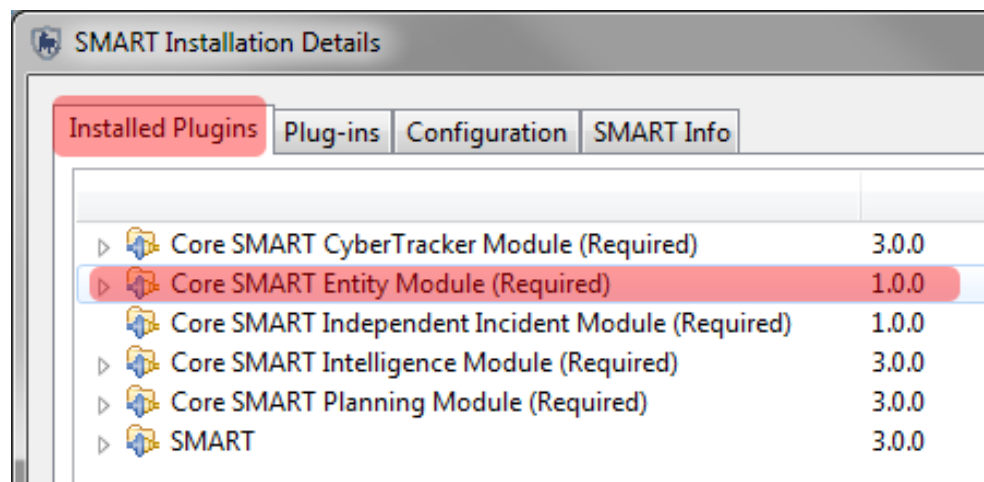 SMART Installation Details
Installed Plugins Plug-ins Configuration SMART Info
Core SMART CyberTracker Module (Required) 3.0.0
Core SMART Entity Module (Required) 1.0.0
Core SMART Independent Incident Module (Required) 1.0.0
Core SMART Intelligence Module (Required) 3.0.0
Core SMART Planning Module (Required) 3.0.0
SMART 3.0.0